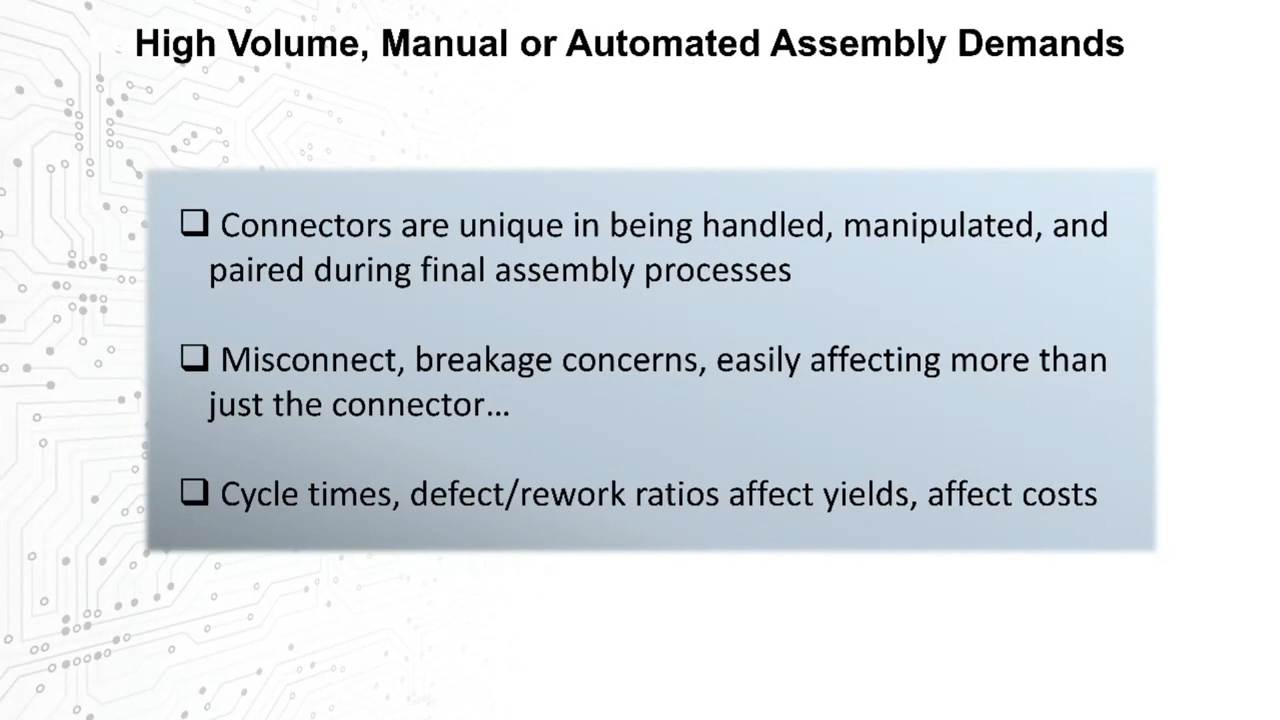 High Volume, Manual or Automated Assembly Demands
❑ Connectors are unique in being handled, manipulated, and
paired during final assembly processes
❑ Misconnect, breakage concerns, easily affecting more than
just the connector…
❑ Cycle times, defect/rework ratios affect yields, affect costs